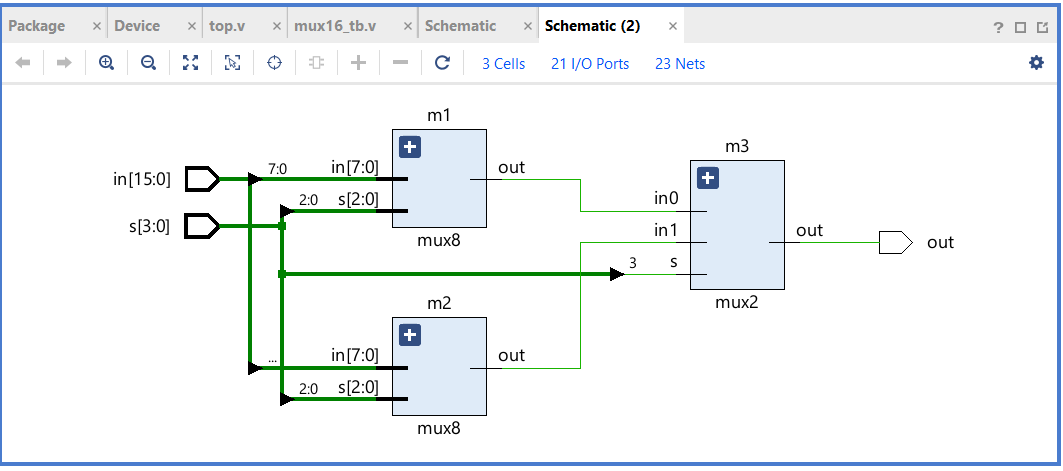 Package × Device × top.v × mux16_tb.v × Schematic × Schematic (2) ×
? 
3 Cells 21 I/O Ports 23 Nets
m1
m3
7:0 in[7:0]
in[15:0]
out
2:0 s[2:0]
in0
s[3:0]
in1 out
mux8
out
3 s
m2
mux2
... in[7:0] out
2:0 s[2:0]
mux8